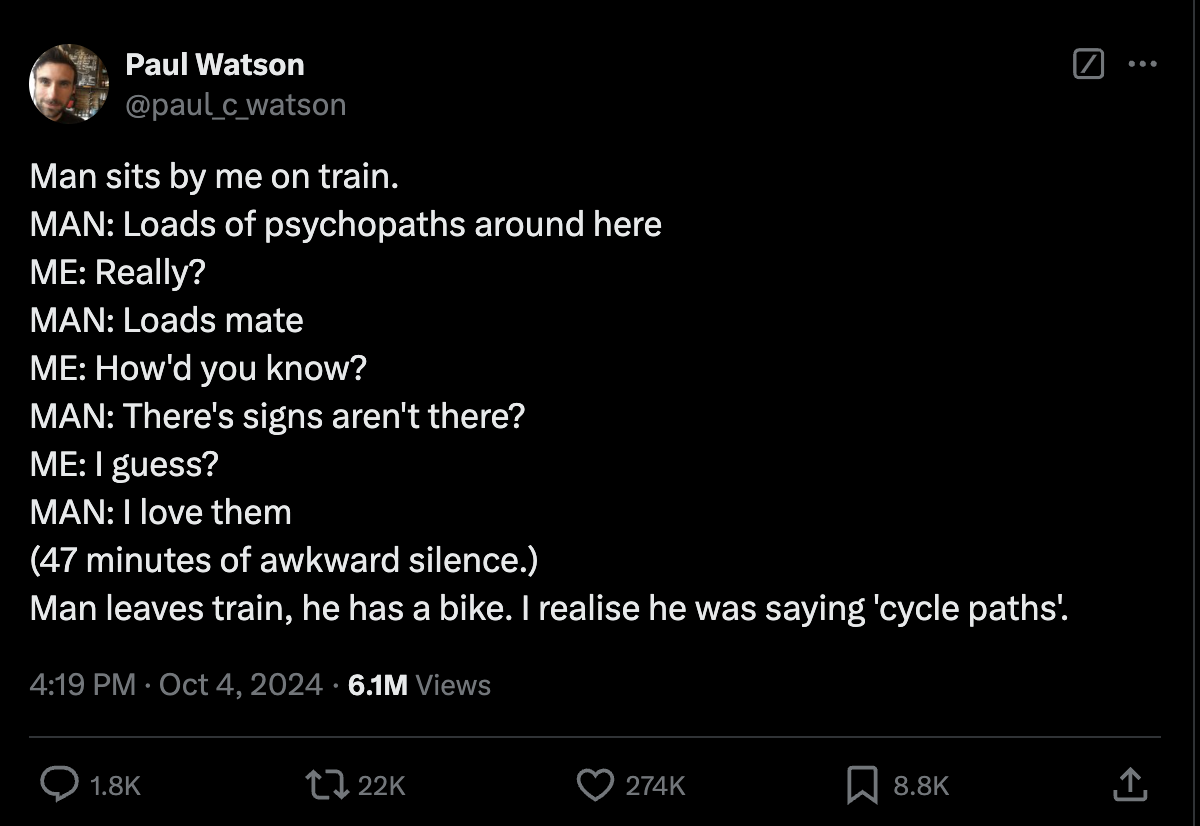 Paul Watson
@paul_c_watson
Man sits by me on train.
MAN: Loads of psychopaths around here
ME: Really?
MAN: Loads mate
ME: How'd you know?
MAN: There's signs aren't there?
ME: I guess?
MAN: I love them
(47 minutes of awkward silence.)
Man leaves train, he has a bike. I realise he was saying 'cycle paths'.
4:19 PM · Oct 4, 2024 · 6.1M Views
1.8K 22K 274K 8.8K